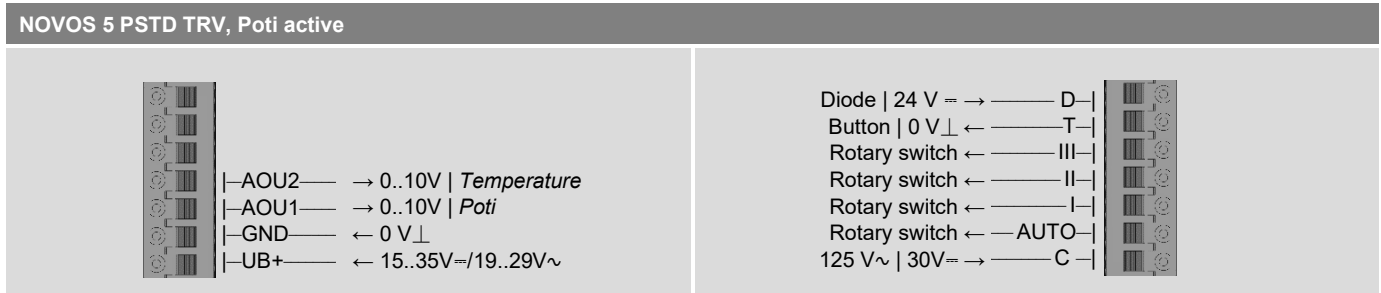 NOVOS 5 PSTD TRV, Poti active
AOU2 → 0..10V | Temperature
AOU1 → 0..10V | Poti
GND ← 0 V⊥
UB+ ← 15..35V⎓/19..29V∿
Diode | 24 V ⎓ → D
Button | 0 V⊥ ← T
Rotary switch ← III
Rotary switch ← II
Rotary switch ← I
Rotary switch ← AUTO
125 V∿ | 30V⎓ → C